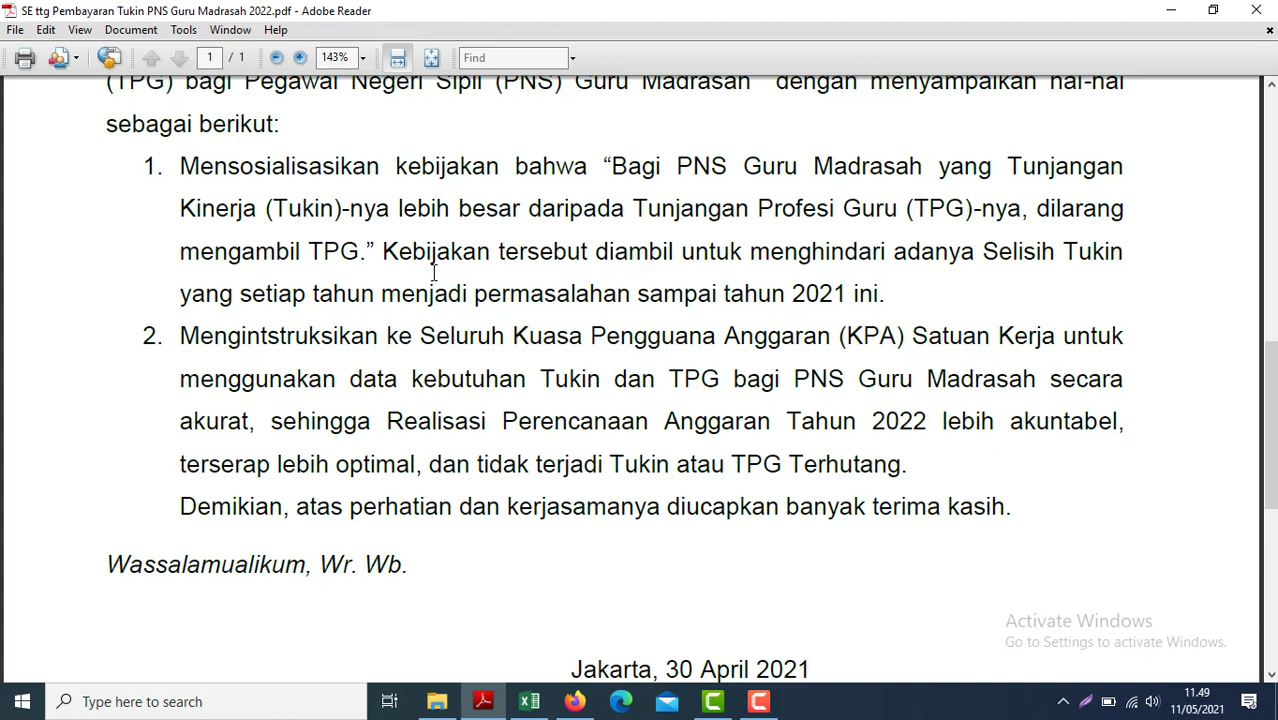 SE ttg Pembayaran Tukin PNS Guru Madrasah 2022.pdf - Adobe Reader
File Edit View Document Tools Window Help
1 / 1 143% Find
(TPG) bagi Pegawai Negeri Sipil (PNS) Guru Madrasah dengan menyampaikan hal-hal
sebagai berikut:
1. Mensosialisasikan kebijakan bahwa “Bagi PNS Guru Madrasah yang Tunjangan
Kinerja (Tukin)-nya lebih besar daripada Tunjangan Profesi Guru (TPG)-nya, dilarang
mengambil TPG.” Kebijakan tersebut diambil untuk menghindari adanya Selisih Tukin
yang setiap tahun menjadi permasalahan sampai tahun 2021 ini.
2. Mengintstruksikan ke Seluruh Kuasa Pengguana Anggaran (KPA) Satuan Kerja untuk
menggunakan data kebutuhan Tukin dan TPG bagi PNS Guru Madrasah secara
akurat, sehingga Realisasi Perencanaan Anggaran Tahun 2022 lebih akuntabel,
terserap lebih optimal, dan tidak terjadi Tukin atau TPG Terhutang.
Demikian, atas perhatian dan kerjasamanya diucapkan banyak terima kasih.
Wassalamualikum, Wr. Wb.
Activate Windows
Go to Settings to activate Windows.
Jakarta, 30 April 2021
Type here to search
11.49
11/05/2021